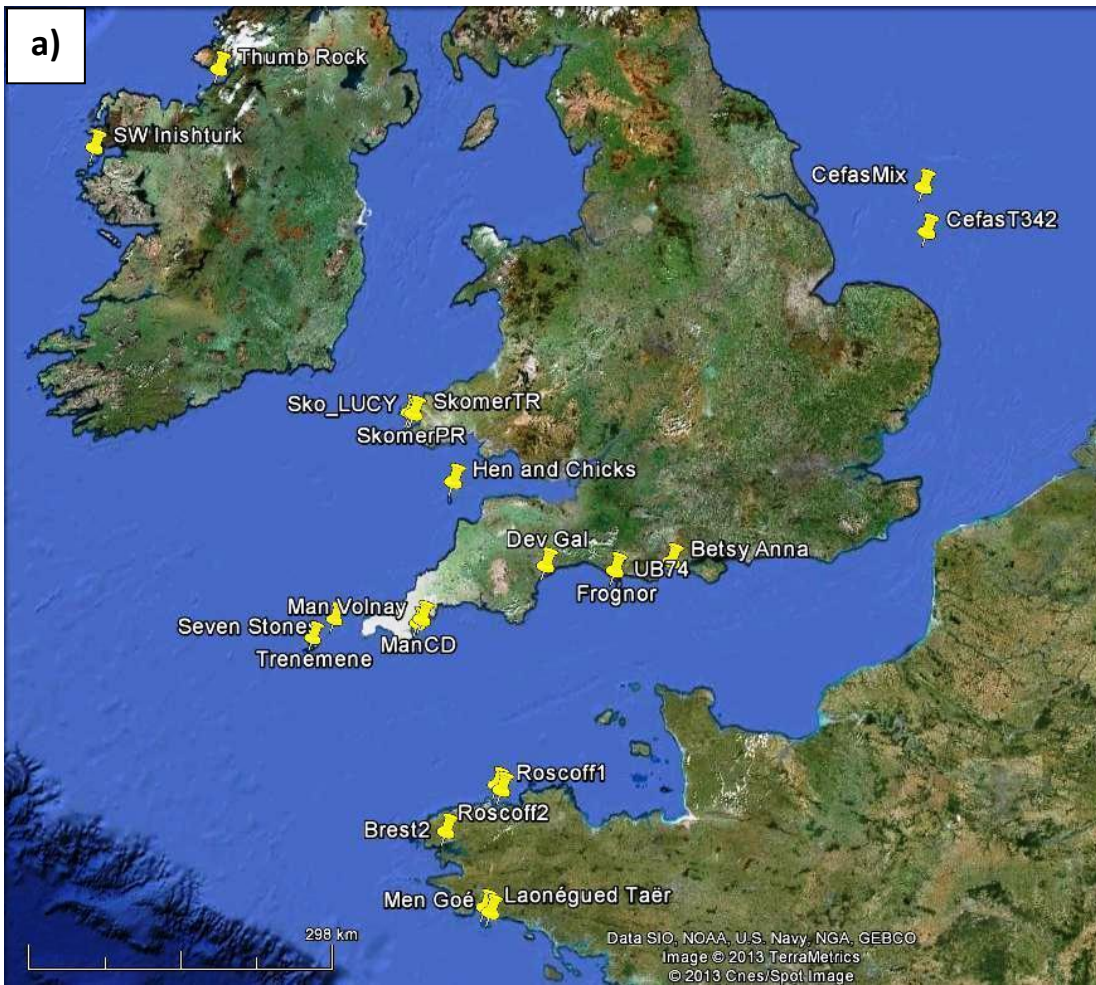 a)
Thumb Rock
SW Inishturk
CefasMix
CefasT342
Sko_LUCY
SkomerTR
SkomerPR
Hen and Chicks
Dev Gal
Betsy Anna
UB74
Frognor
Man Volnay
Seven Stone
ManCD
Trenemene
Roscoff1
Roscoff2
Brest2
Men Goé
Laonégued Taër
298 km
Data SIO, NOAA, U.S. Navy, NGA, GEBCO
Image © 2013 TerraMetrics
© 2013 Cnes/Spot Image